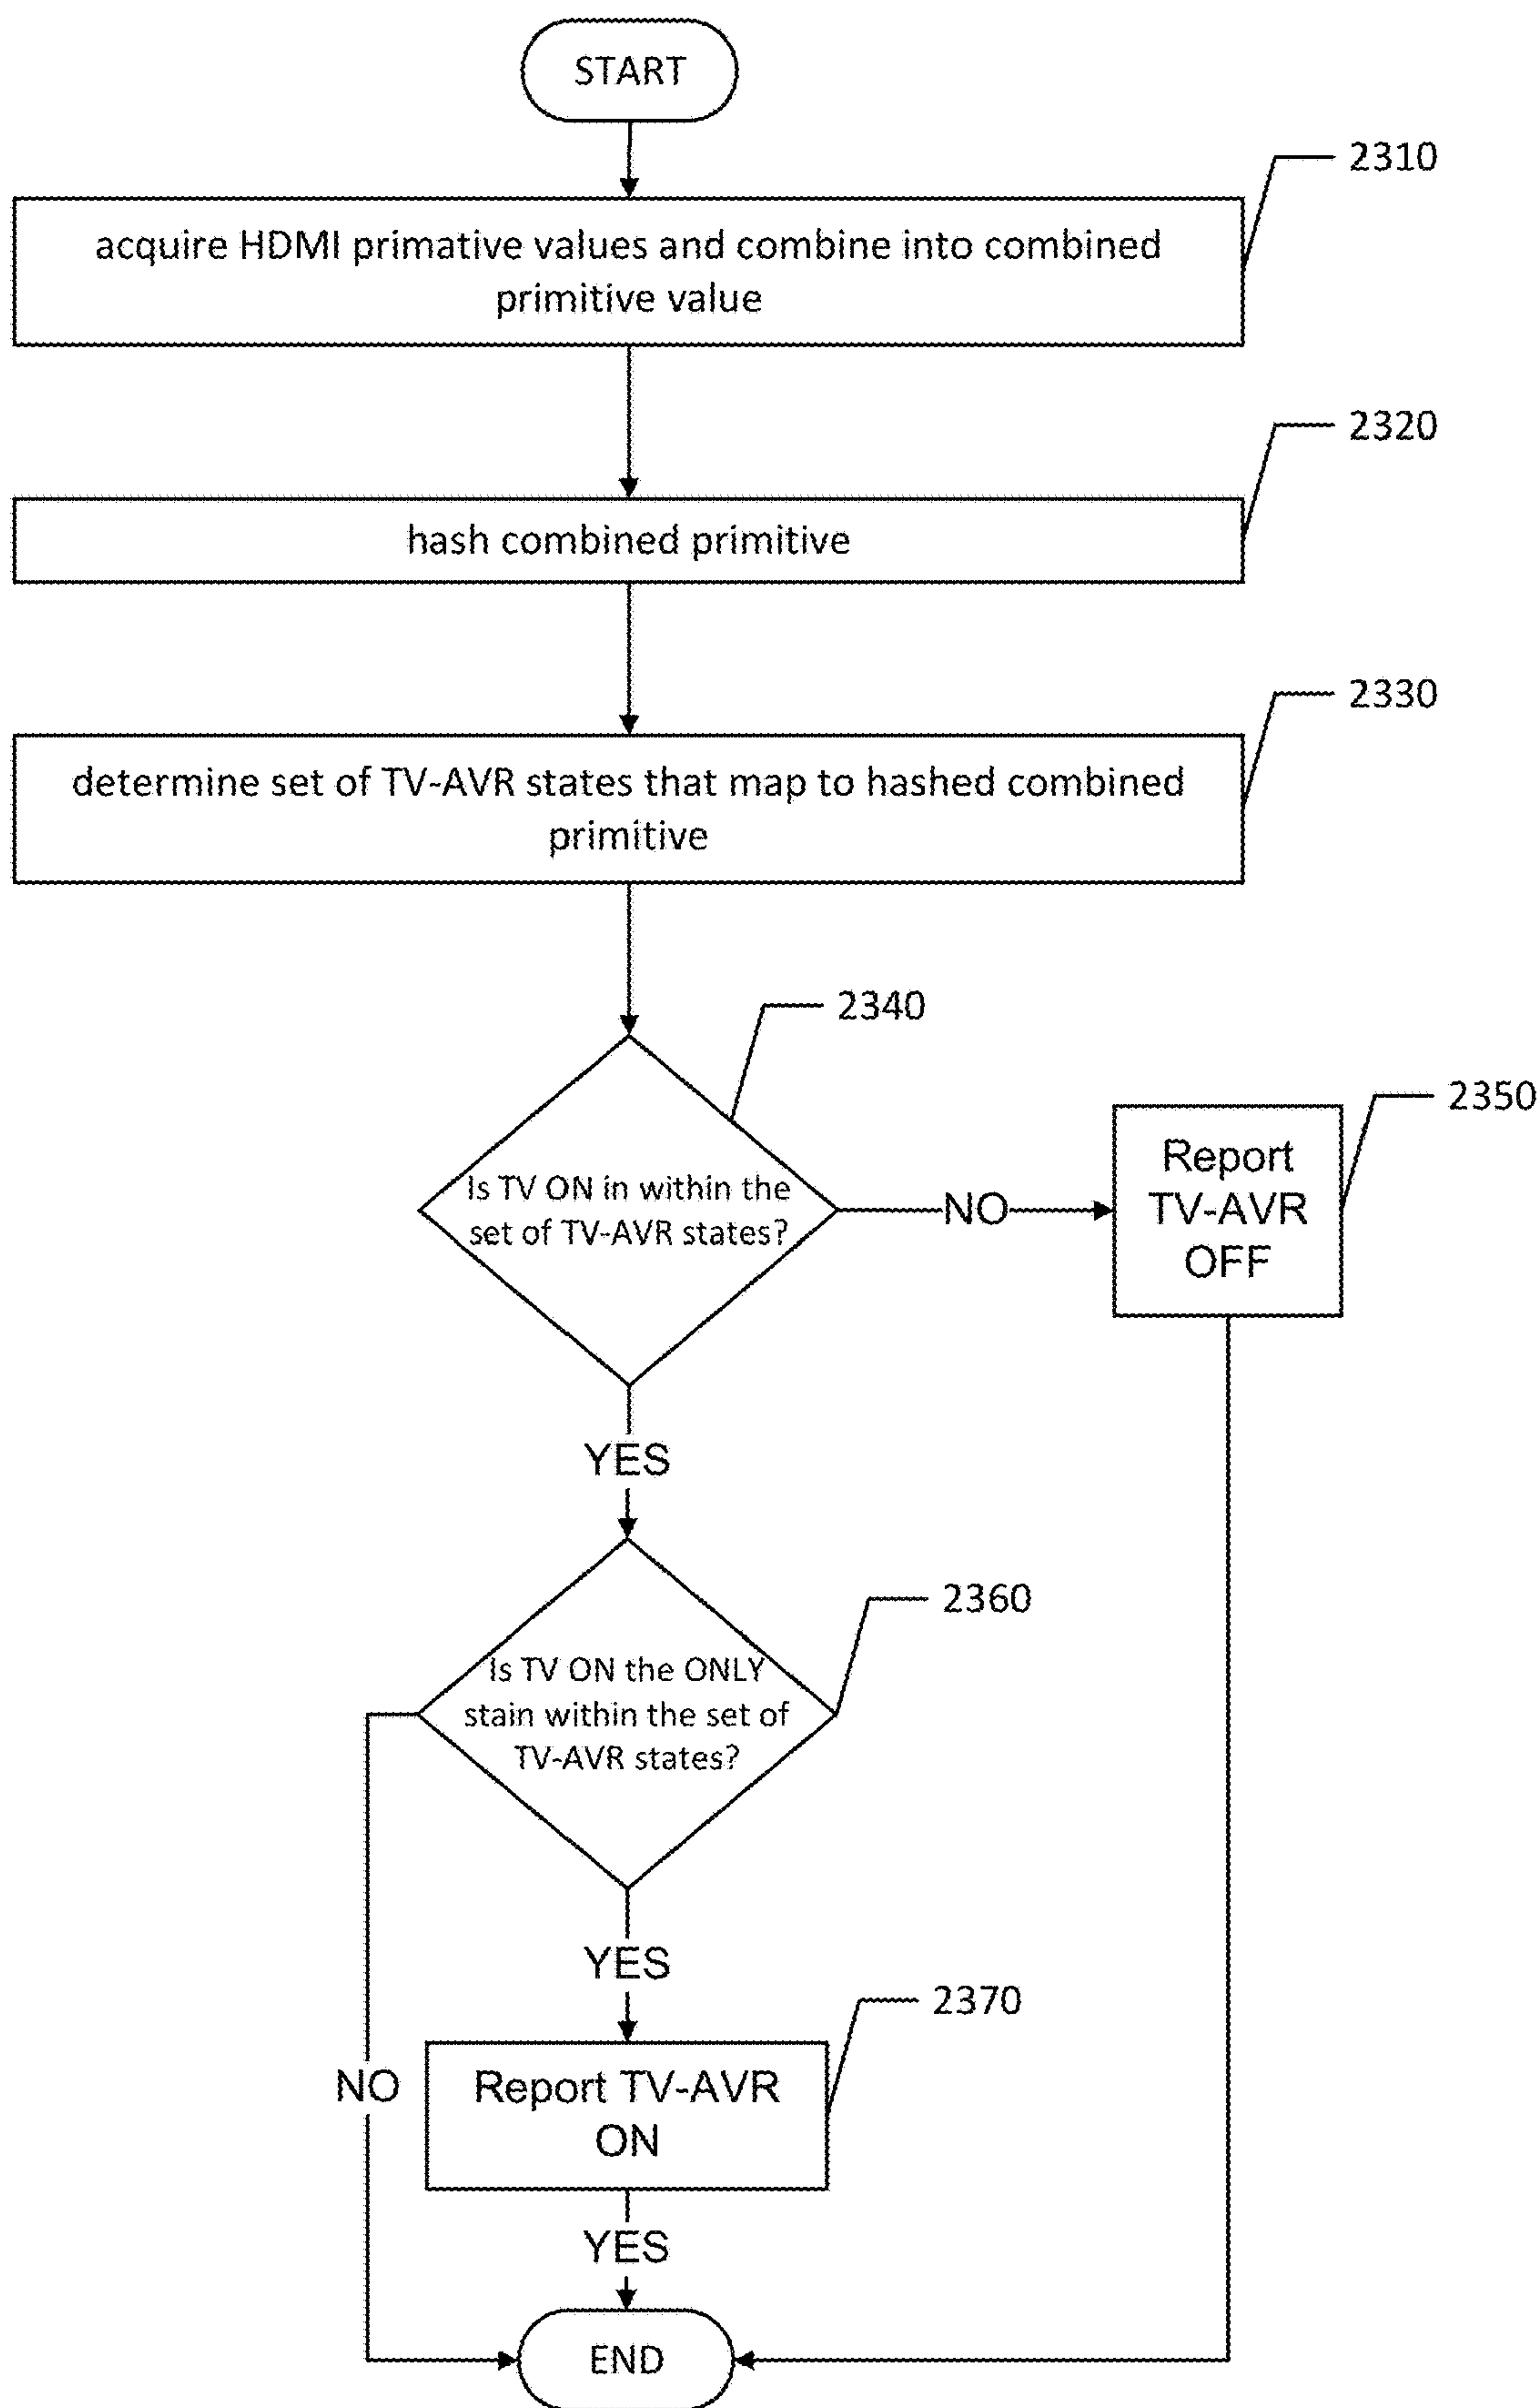 START
2310
acquire HDMI primative values and combine into combined
primitive value
2320
hash combined primitive
2330
determine set of TV-AVR states that map to hashed combined
primitive
2340
Is TV ON in within the
set of TV-AVR states?
NO
2350
Report
TV-AVR
OFF
YES
2360
Is TV ON the ONLY
stain within the set of
TV-AVR states?
YES
2370
NO
Report TV-AVR
ON
YES
END